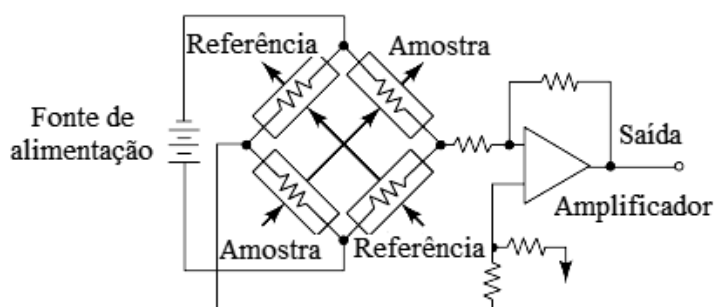 Referência
Amostra
Fonte de
alimentação
Saída
Amplificador
Amostra
Referência